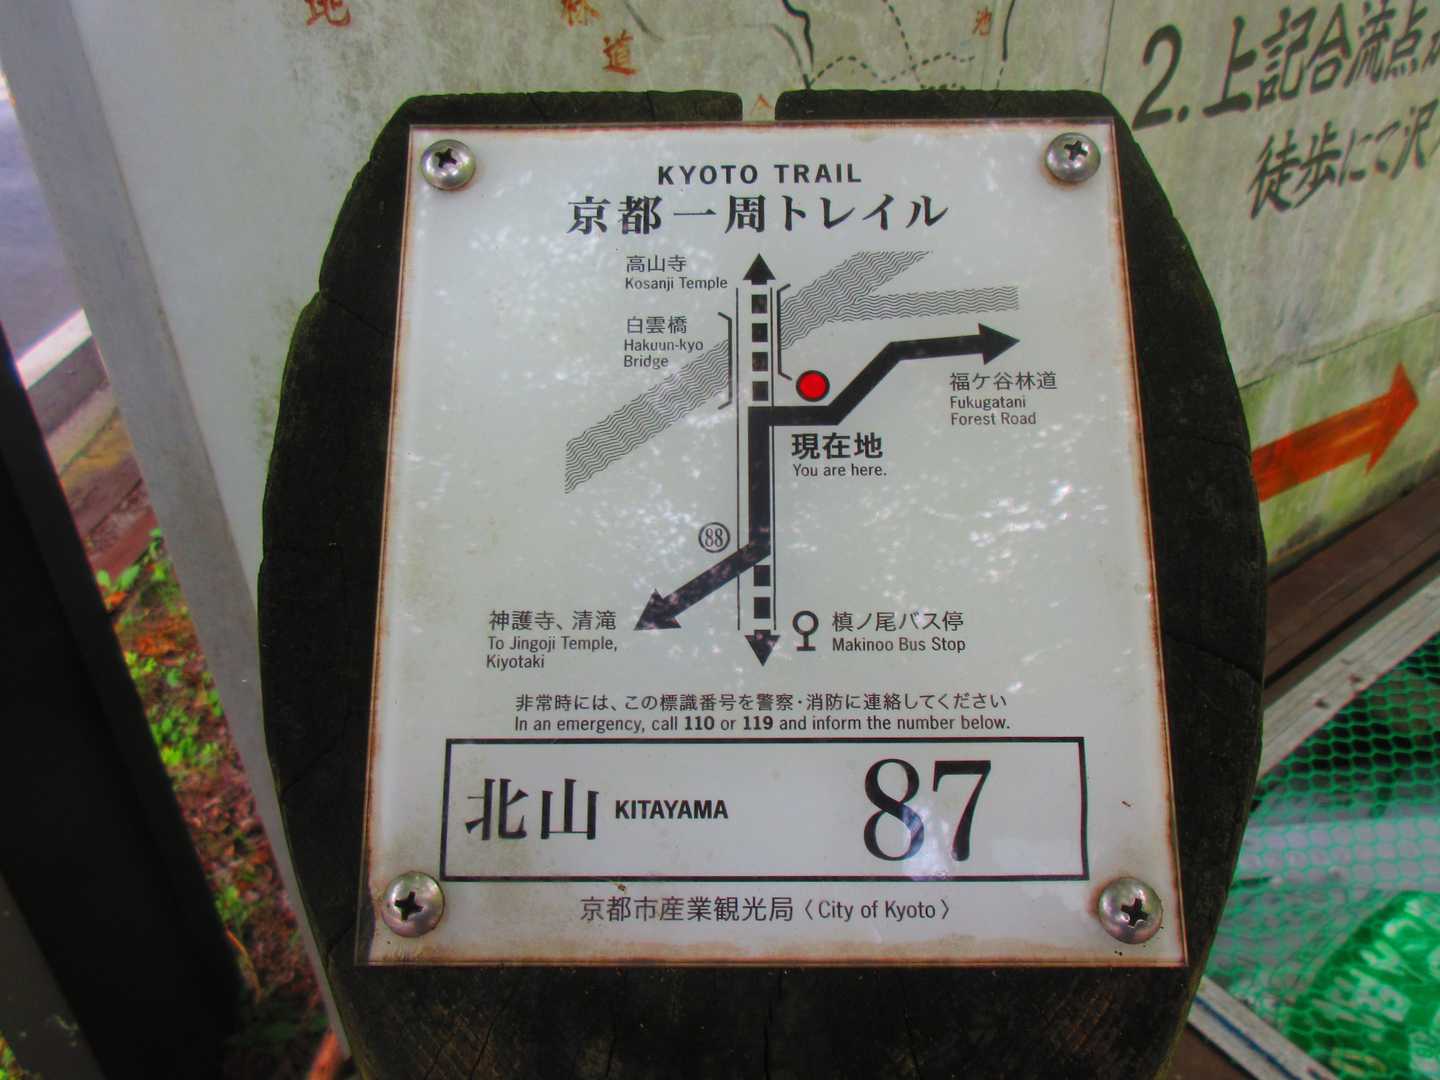 林
道
池
2. 上記合流点
徒歩にて沢
KYOTO TRAIL
京都一周トレイル
高山寺
Kosanji Temple
白雲橋
Hakuun-kyo
Bridge
福ケ谷林道
Fukugatani
Forest Road
現在地
You are here.
88
神護寺、清滝
To Jingoji Temple,
Kiyotaki
槙ノ尾バス停
Makinoo Bus Stop
非常時には、この標識番号を警察・消防に連絡してください
In an emergency, call 110 or 119 and inform the number below.
北山 KITAYAMA 87
京都市産業観光局〈City of Kyoto〉